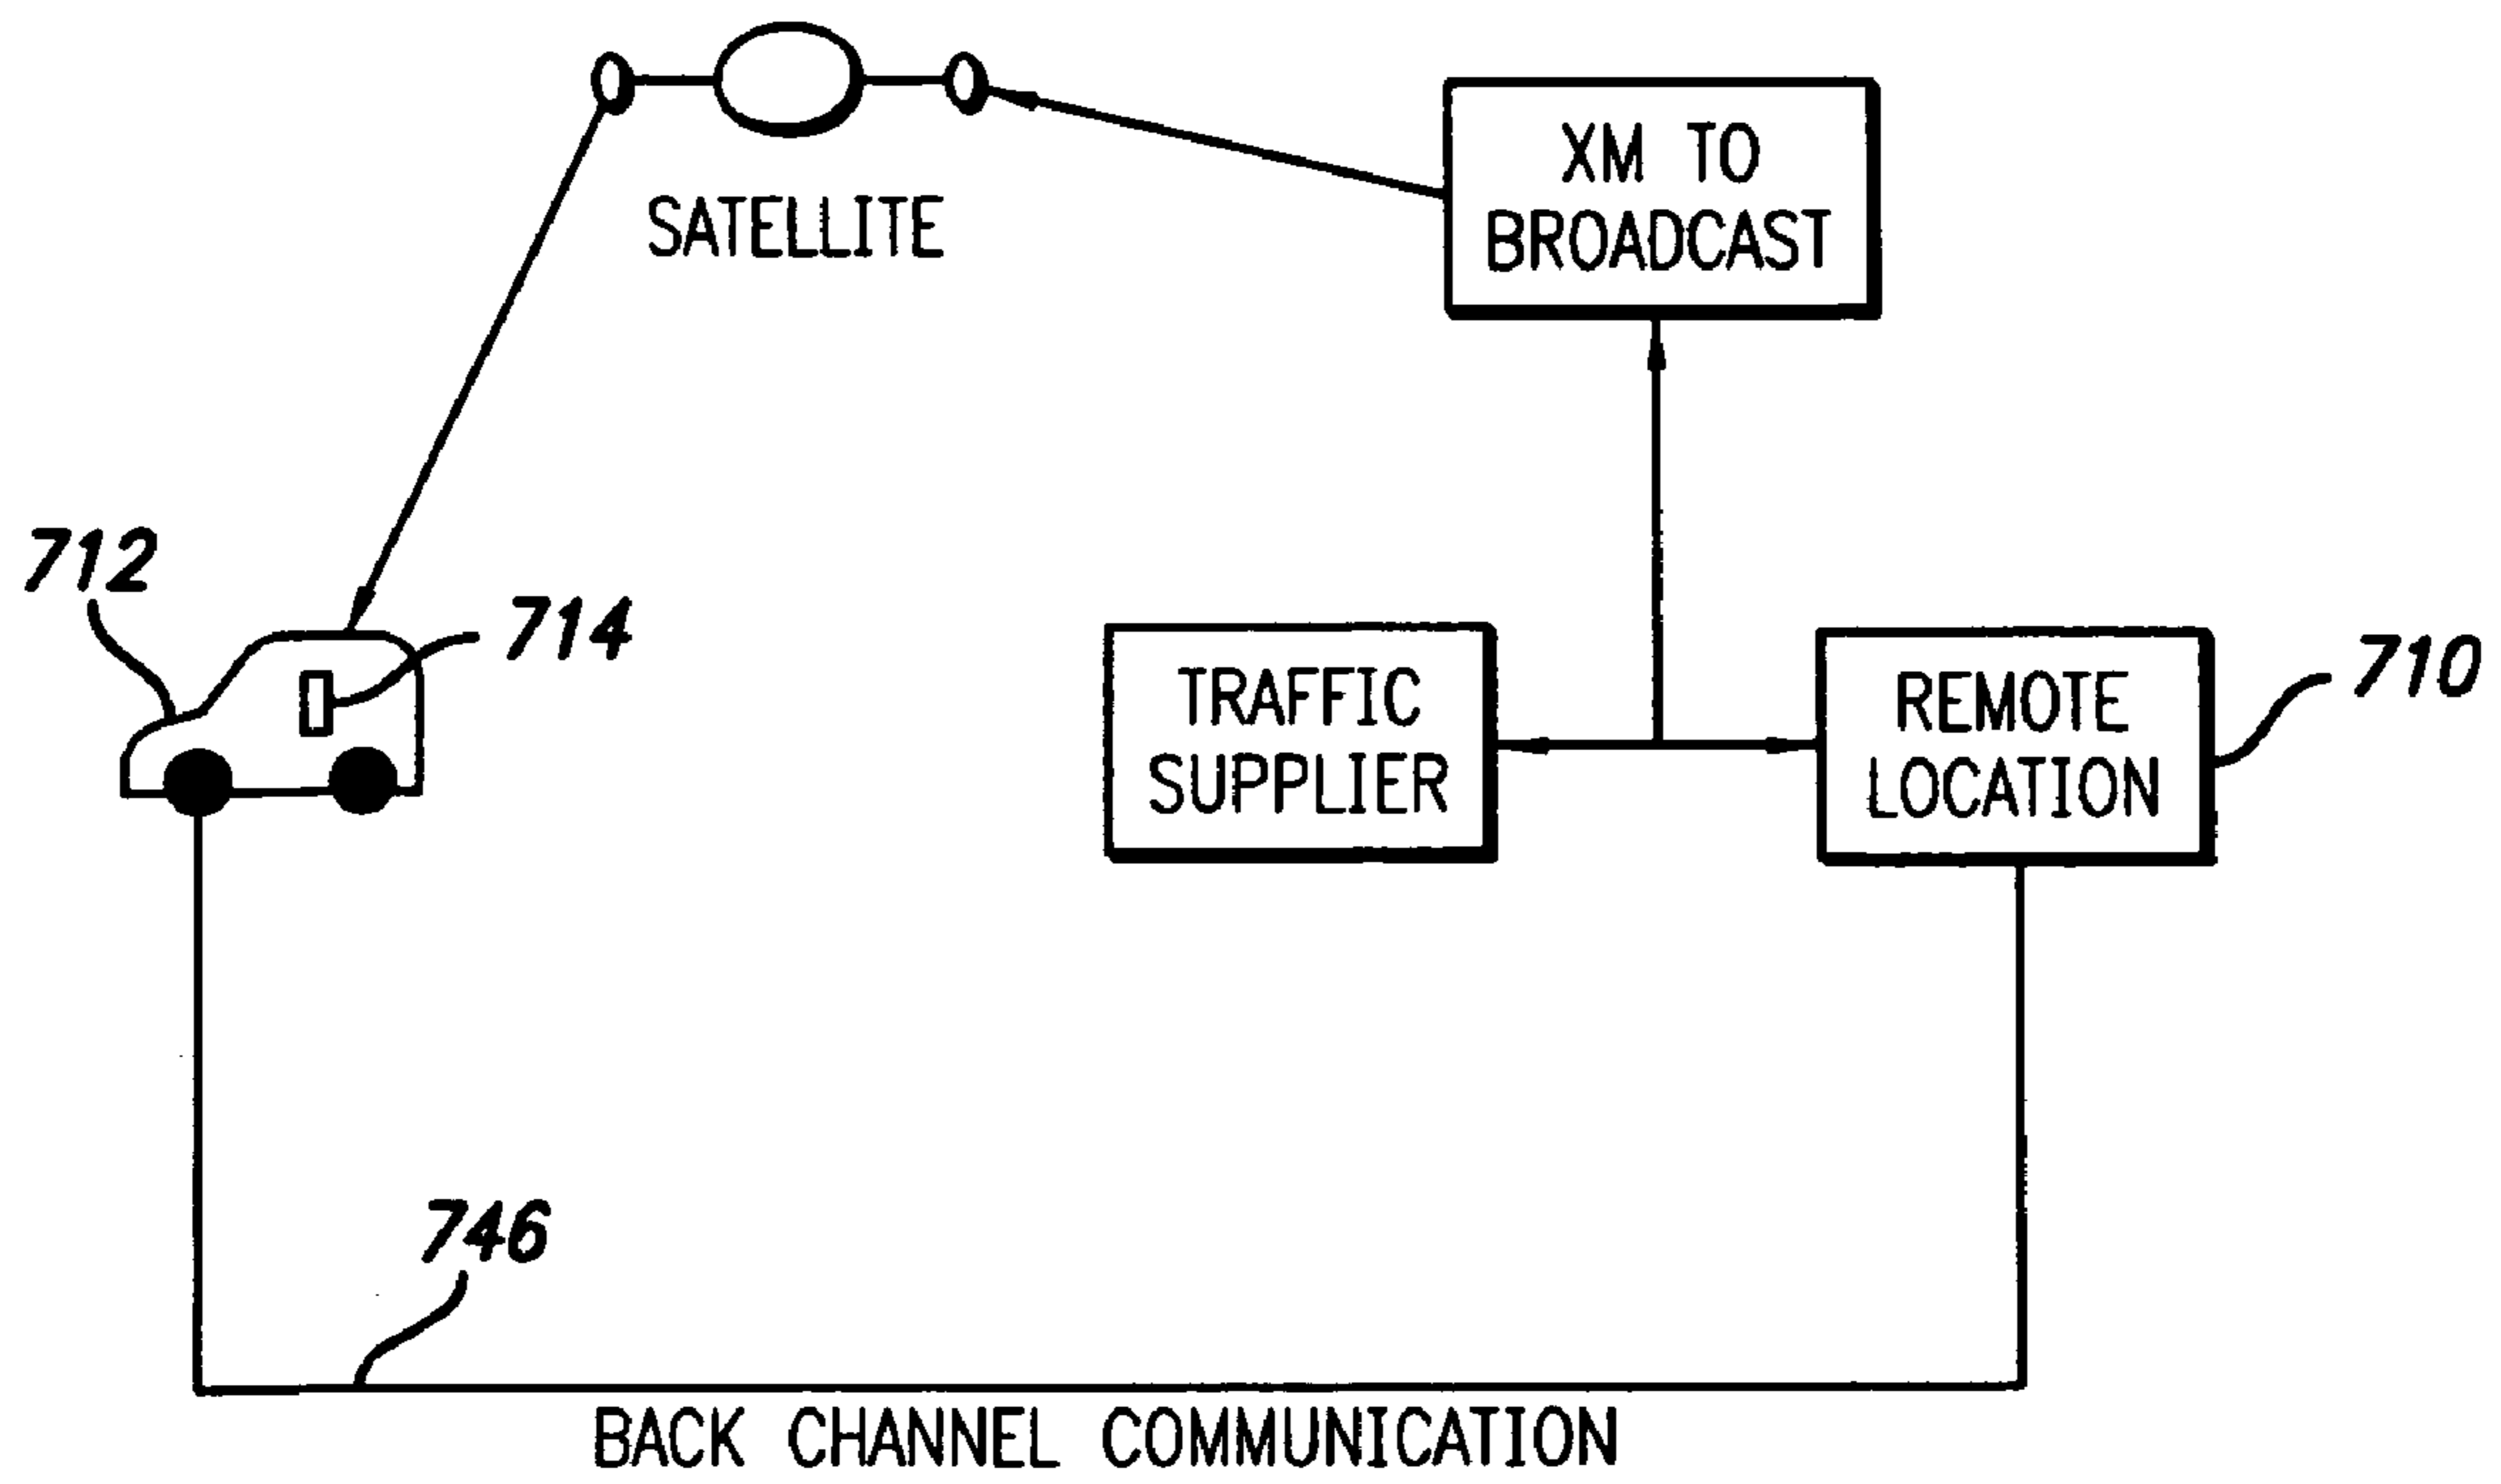 XM TO
BROADCAST
SATELLITE
712
714
TRAFFIC
SUPPLIER
REMOTE
LOCATION
710
746
BACK CHANNEL COMMUNICATION